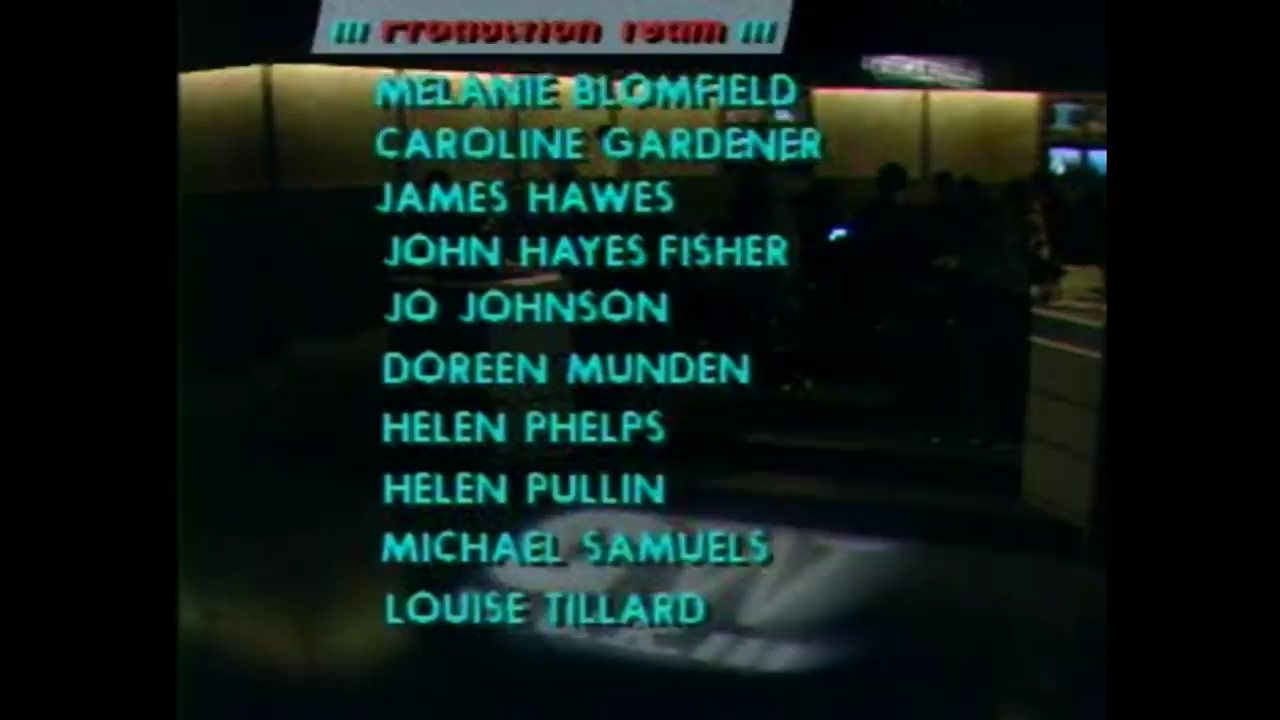 Production Team
MELANIE BLOMFIELD
CAROLINE GARDENER
JAMES HAWES
JOHN HAYES FISHER
JO JOHNSON
DOREEN MUNDEN
HELEN PHELPS
HELEN PULLIN
MICHAEL SAMUELS
LOUISE TILLARD